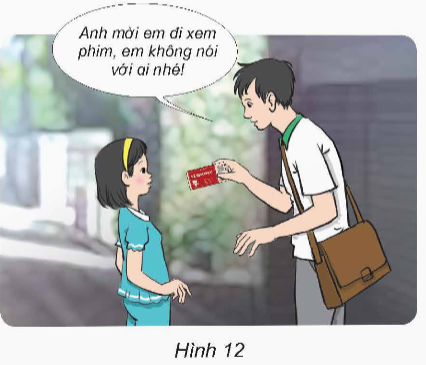 Anh mời em đi xem
phim, em không nói
với ai nhé!
Hình 12